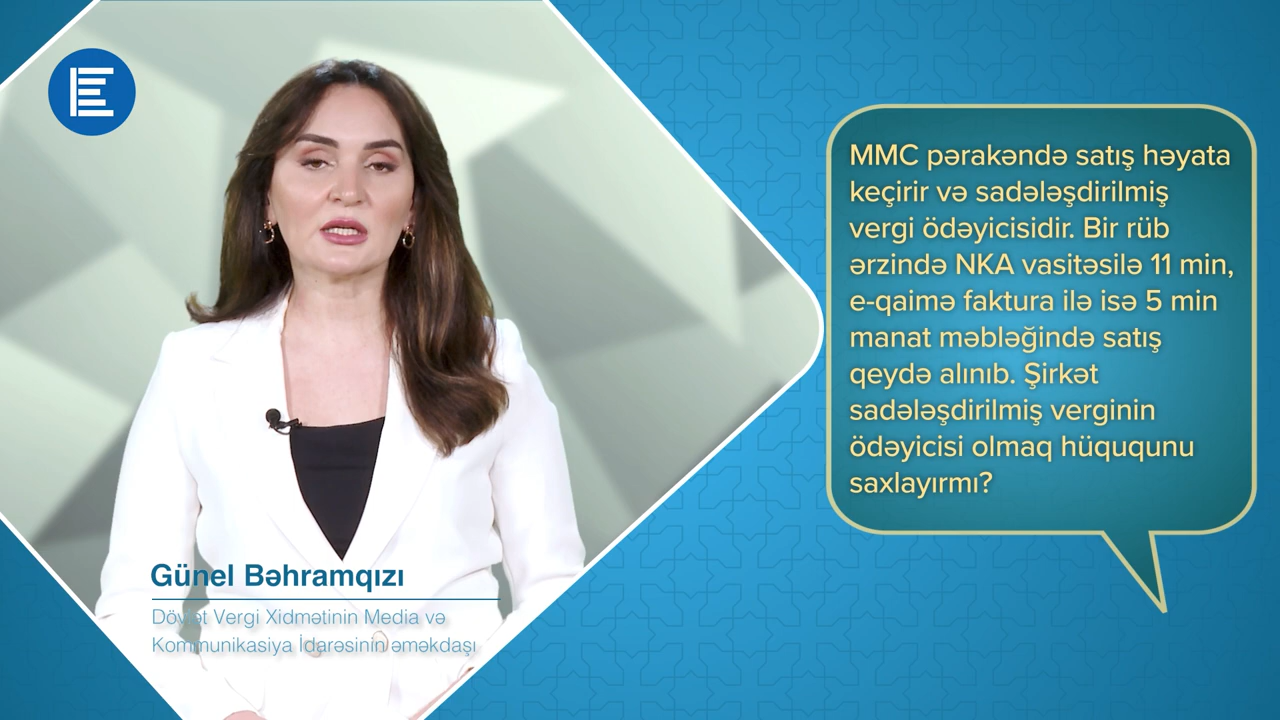 MMC pərakəndə satış həyata
keçirir və sadələşdirilmiş
vergi ödəyicisidir. Bir rüb
ərzində NKA vasitəsilə 11 min,
e-qaimə faktura ilə isə 5 min
manat məbləğində satış
qeydə alınıb. Şirkət
sadələşdirilmiş verginin
ödəyicisi olmaq hüququnu
saxlayırmı?
Günel Bəhramqızı
Dövlət Vergi Xidmətinin Media və
Kommunikasiya İdarəsinin əməkdaşı